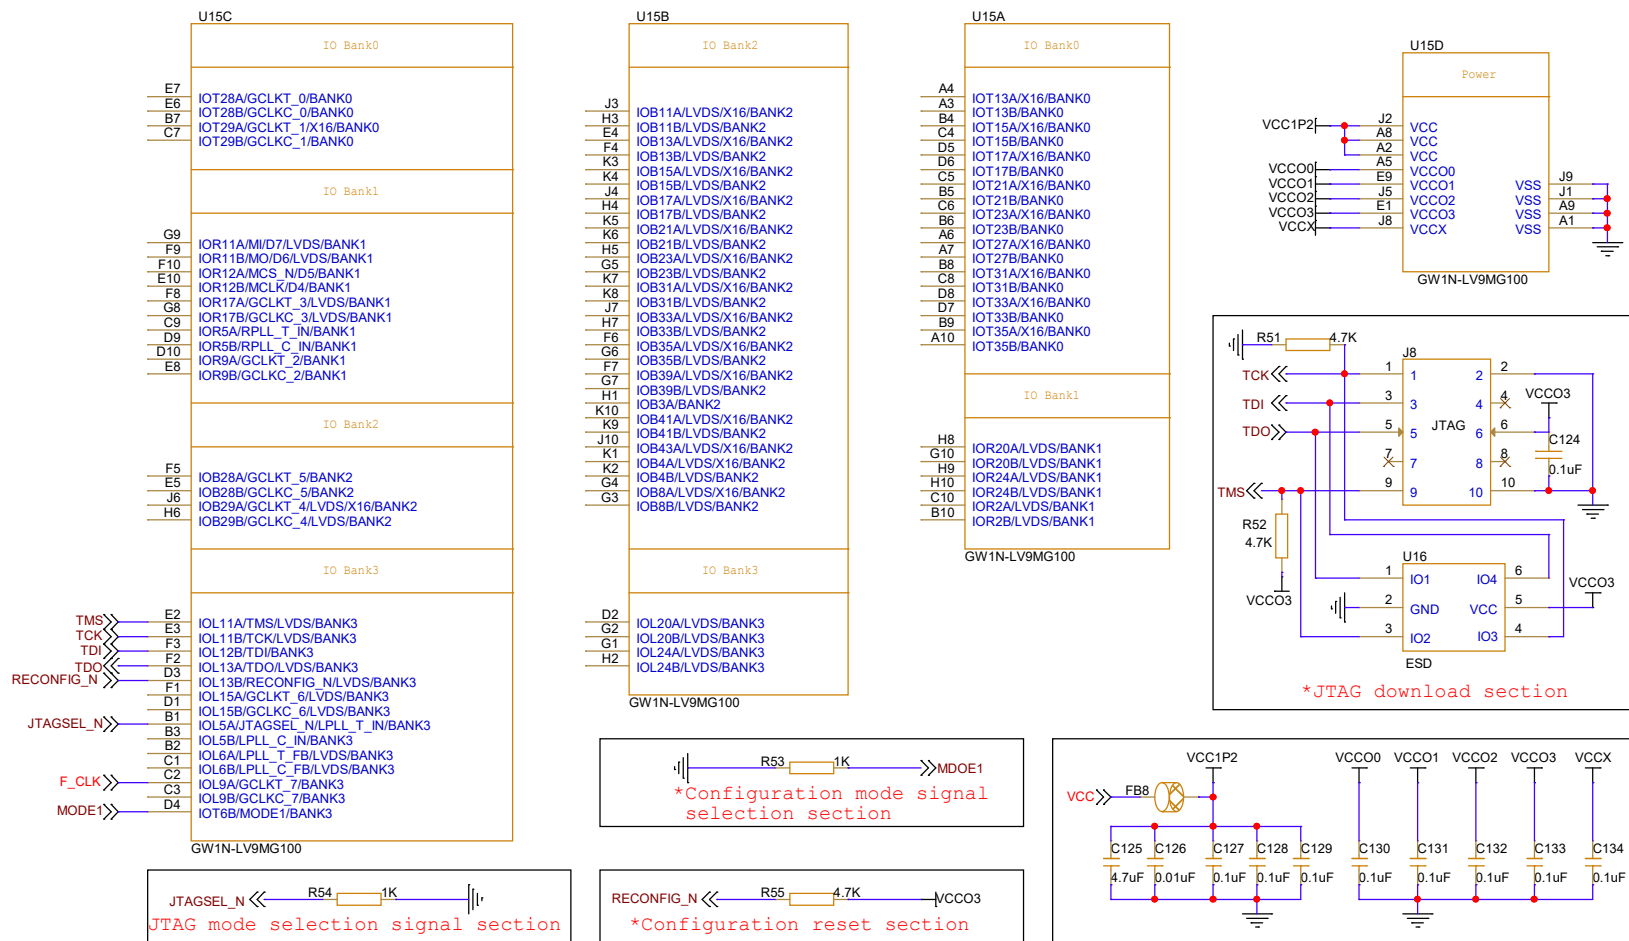 U15C
IO Bank0
E7 IOT28A/GCLKT_0/BANK0
E6 IOT28B/GCLKC_0/BANK0
B7 IOT29A/GCLKT_1/X16/BANK0
C7 IOT29B/GCLKC_1/BANK0
IO Bank1
G9 IOR11A/MI/D7/LVDS/BANK1
F9 IOR11B/MO/D6/LVDS/BANK1
F10 IOR12A/MCS_N/D5/BANK1
E10 IOR12B/MCLK/D4/BANK1
F8 IOR17A/GCLKT_3/LVDS/BANK1
G8 IOR17B/GCLKC_3/LVDS/BANK1
C9 IOR5A/RPLL_T_IN/BANK1
D9 IOR5B/RPLL_C_IN/BANK1
D10 IOR9A/GCLKT_2/BANK1
E8 IOR9B/GCLKC_2/BANK1
IO Bank2
F5 IOB28A/GCLKT_5/BANK2
E5 IOB28B/GCLKC_5/BANK2
J6 IOB29A/GCLKT_4/LVDS/X16/BANK2
H6 IOB29B/GCLKC_4/LVDS/BANK2
IO Bank3
TMS E2 IOL11A/TMS/LVDS/BANK3
TCK E3 IOL11B/TCK/LVDS/BANK3
TDI F3 IOL12B/TDI/BANK3
TDO F2 IOL13A/TDO/LVDS/BANK3
RECONFIG_N D3 IOL13B/RECONFIG_N/LVDS/BANK3
F1 IOL15A/GCLKT_6/LVDS/BANK3
D1 IOL15B/GCLKC_6/LVDS/BANK3
JTAGSEL_N B1 IOL5A/JTAGSEL_N/LPLL_T_IN/BANK3
B3 IOL5B/LPLL_C_IN/BANK3
B2 IOL6A/LPLL_T_FB/LVDS/BANK3
C1 IOL6B/LPLL_C_FB/LVDS/BANK3
F_CLK C2 IOL9A/GCLKT_7/BANK3
C3 IOL9B/GCLKC_7/BANK3
MODE1 D4 IOT6B/MODE1/BANK3
GW1N-LV9MG100
U15B
IO Bank2
J3 IOB11A/LVDS/X16/BANK2
H3 IOB11B/LVDS/BANK2
E4 IOB13A/LVDS/X16/BANK2
F4 IOB13B/LVDS/BANK2
K3 IOB15A/LVDS/X16/BANK2
K4 IOB15B/LVDS/BANK2
J4 IOB17A/LVDS/X16/BANK2
H4 IOB17B/LVDS/BANK2
K5 IOB21A/LVDS/X16/BANK2
K6 IOB21B/LVDS/BANK2
H5 IOB23A/LVDS/X16/BANK2
G5 IOB23B/LVDS/BANK2
K7 IOB31A/LVDS/X16/BANK2
K8 IOB31B/LVDS/BANK2
J7 IOB33A/LVDS/X16/BANK2
H7 IOB33B/LVDS/BANK2
F6 IOB35A/LVDS/X16/BANK2
G6 IOB35B/LVDS/BANK2
F7 IOB39A/LVDS/X16/BANK2
G7 IOB39B/LVDS/BANK2
H1 IOB3A/BANK2
K10 IOB41A/LVDS/X16/BANK2
K9 IOB41B/LVDS/BANK2
J10 IOB43A/LVDS/X16/BANK2
K1 IOB4A/LVDS/X16/BANK2
K2 IOB4B/LVDS/BANK2
G4 IOB8A/LVDS/X16/BANK2
G3 IOB8B/LVDS/BANK2
IO Bank3
D2 IOL20A/LVDS/BANK3
G2 IOL20B/LVDS/BANK3
G1 IOL24A/LVDS/BANK3
H2 IOL24B/LVDS/BANK3
GW1N-LV9MG100
U15A
IO Bank0
A4 IOT13A/X16/BANK0
A3 IOT13B/BANK0
B4 IOT15A/X16/BANK0
C4 IOT15B/BANK0
D5 IOT17A/X16/BANK0
D6 IOT17B/BANK0
C5 IOT21A/X16/BANK0
B5 IOT21B/BANK0
C6 IOT23A/X16/BANK0
B6 IOT23B/BANK0
A6 IOT27A/X16/BANK0
A7 IOT27B/BANK0
B8 IOT31A/X16/BANK0
C8 IOT31B/BANK0
D8 IOT33A/X16/BANK0
D7 IOT33B/BANK0
B9 IOT35A/X16/BANK0
A10 IOT35B/BANK0
IO Bank1
H8 IOR20A/LVDS/BANK1
G10 IOR20B/LVDS/BANK1
H9 IOR24A/LVDS/BANK1
H10 IOR24B/LVDS/BANK1
C10 IOR2A/LVDS/BANK1
B10 IOR2B/LVDS/BANK1
GW1N-LV9MG100
U15D
Power
VCC1P2 J2 VCC
A8 VCC
A2 VCC
VCCO0 A5 VCCO0
VCCO1 E9 VCCO1 VSS J9
VCCO2 J5 VCCO2 VSS J1
VCCO3 E1 VCCO3 VSS A9
VCCX J8 VCCX VSS A1
GW1N-LV9MG100
R51 4.7K
J8
TCK 1 1 2 2
TDI 3 3 4 4
VCCO3
TDO 5 5 JTAG 6 6
C124
7 7 8 8
0.1uF
TMS 9 9 10 10
R52
4.7K
VCCO3
U16
1 IO1 IO4 6
2 GND VCC 5 VCCO3
3 IO2 IO3 4
ESD
*JTAG download section
R53 1K MDOE1
*Configuration mode signal
selection section
JTAGSEL_N R54 1K
JTAG mode selection signal section
RECONFIG_N R55 4.7K VCCO3
*Configuration reset section
VCC1P2 VCCO0 VCCO1 VCCO2 VCCO3 VCCX
VCC FB8
C125 C126 C127 C128 C129 C130 C131 C132 C133 C134
4.7uF 0.01uF 0.1uF 0.1uF 0.1uF 0.1uF 0.1uF 0.1uF 0.1uF 0.1uF